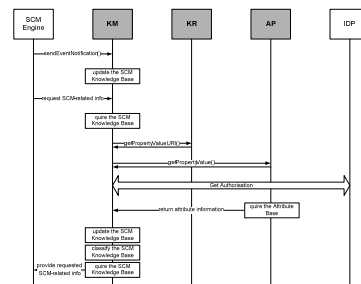 SCM
Engine
KM
KR
AP
IDP
sendEventNotification()
update the SCM
Knowledge Base
request SCM-related info
quire the SCM
Knowledge Base
getPropertyValueURI()
getPropertyValue()
Get Authorisation
quire the Attribute
Base
return attribute information
update the SCM
Knowledge Base
classify the SCM
Knowledge Base
provide requested
SCM-related info
quire the SCM
Knowledge Base